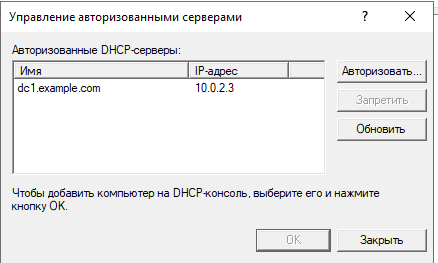 Управление авторизованными серверами
Авторизованные DHCP-серверы:
Имя IP-адрес
Авторизовать...
dc1.example.com 10.0.2.3
Запретить
Обновить
Чтобы добавить компьютер на DHCP-консоль, выберите его и нажмите
кнопку OK.
OK Закрыть